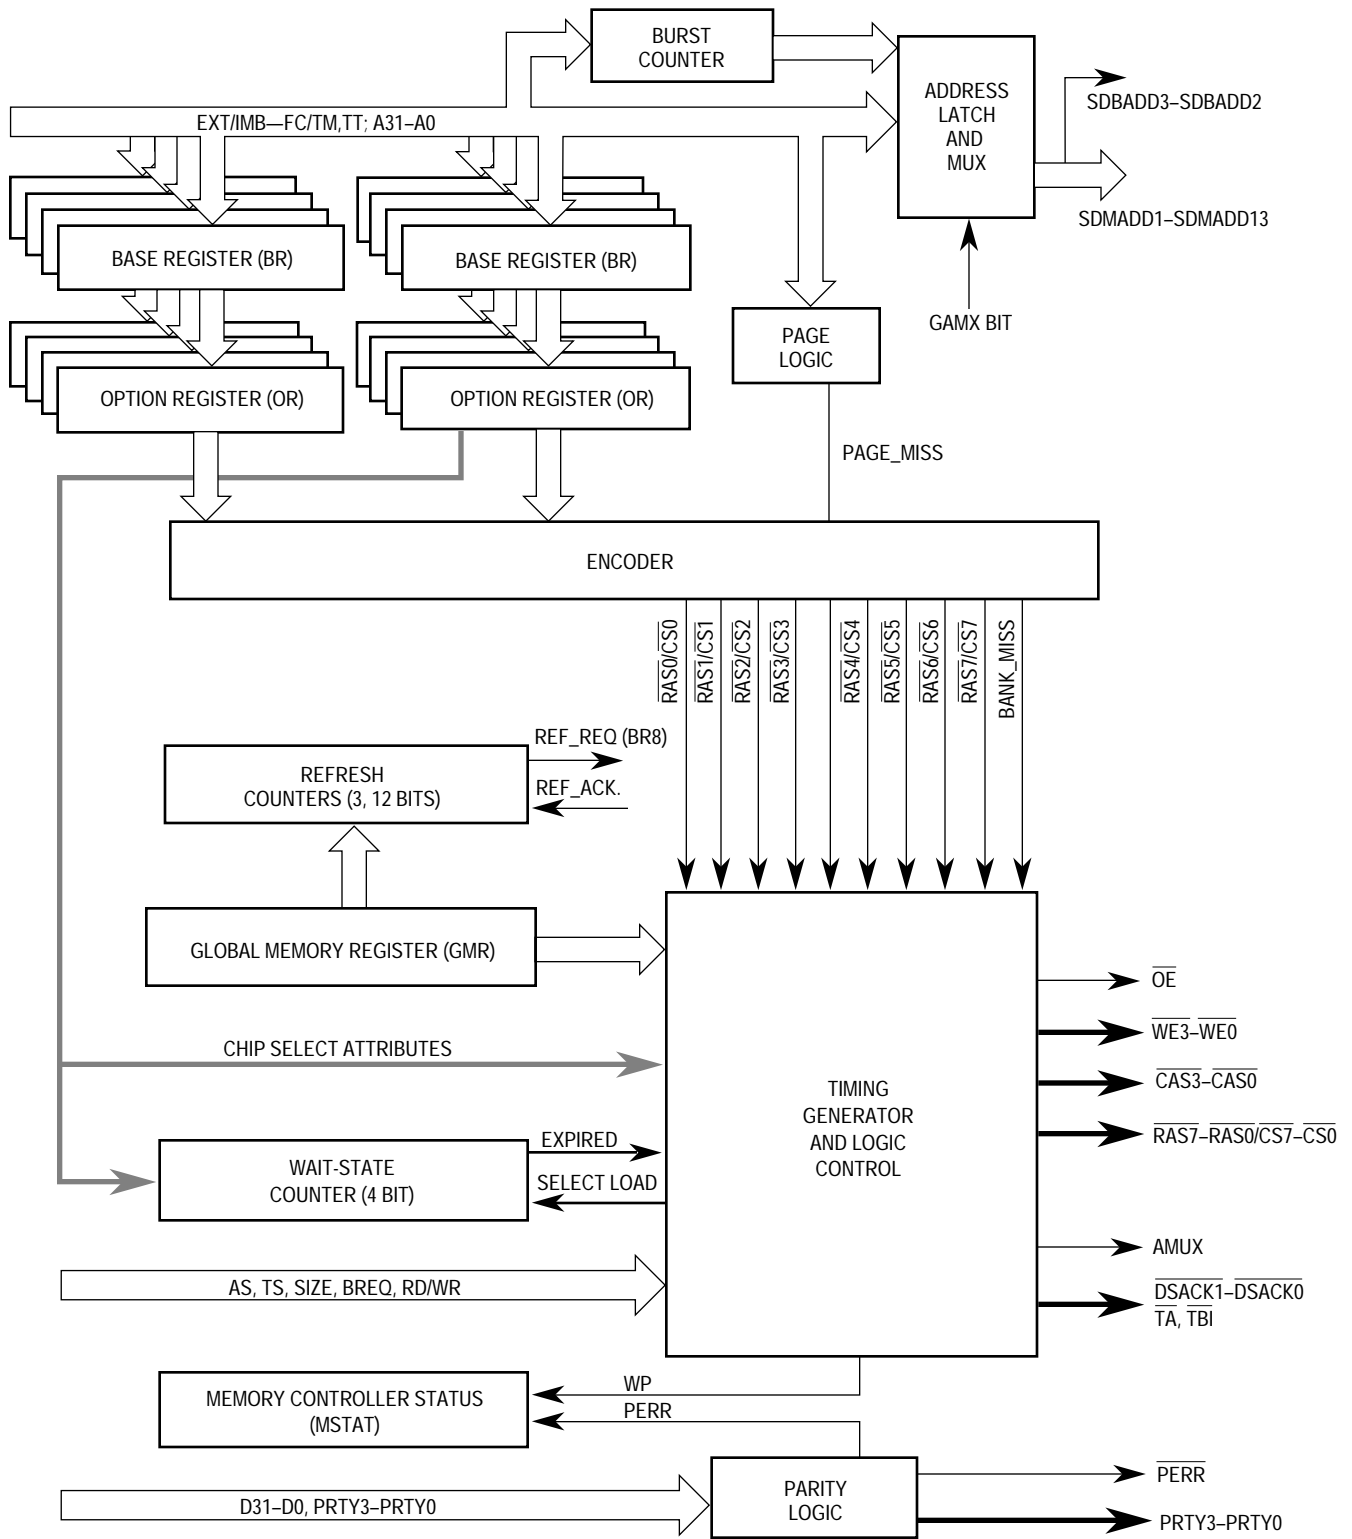 BURST
COUNTER
ADDRESS
LATCH
AND
MUX
SDBADD3–SDBADD2
EXT/IMB—FC/TM,TT; A31–A0
SDMADD1–SDMADD13
BASE REGISTER (BR)
BASE REGISTER (BR)
GAMX BIT
PAGE
LOGIC
OPTION REGISTER (OR)
OPTION REGISTER (OR)
PAGE_MISS
ENCODER
RAS0/CS0
RAS1/CS1
RAS2/CS2
RAS3/CS3
RAS4/CS4
RAS5/CS5
RAS6/CS6
RAS7/CS7
BANK_MISS
REF_REQ (BR8)
REFRESH
COUNTERS (3, 12 BITS)
REF_ACK.
GLOBAL MEMORY REGISTER (GMR)
OE
WE3–WE0
CHIP SELECT ATTRIBUTES
CAS3–CAS0
TIMING
GENERATOR
AND LOGIC
CONTROL
RAS7–RAS0/CS7–CS0
EXPIRED
WAIT-STATE
COUNTER (4 BIT)
SELECT LOAD
AMUX
AS, TS, SIZE, BREQ, RD/WR
DSACK1–DSACK0
TA, TBI
WP
MEMORY CONTROLLER STATUS
(MSTAT)
PERR
PERR
PARITY
LOGIC
D31–D0, PRTY3–PRTY0
PRTY3–PRTY0